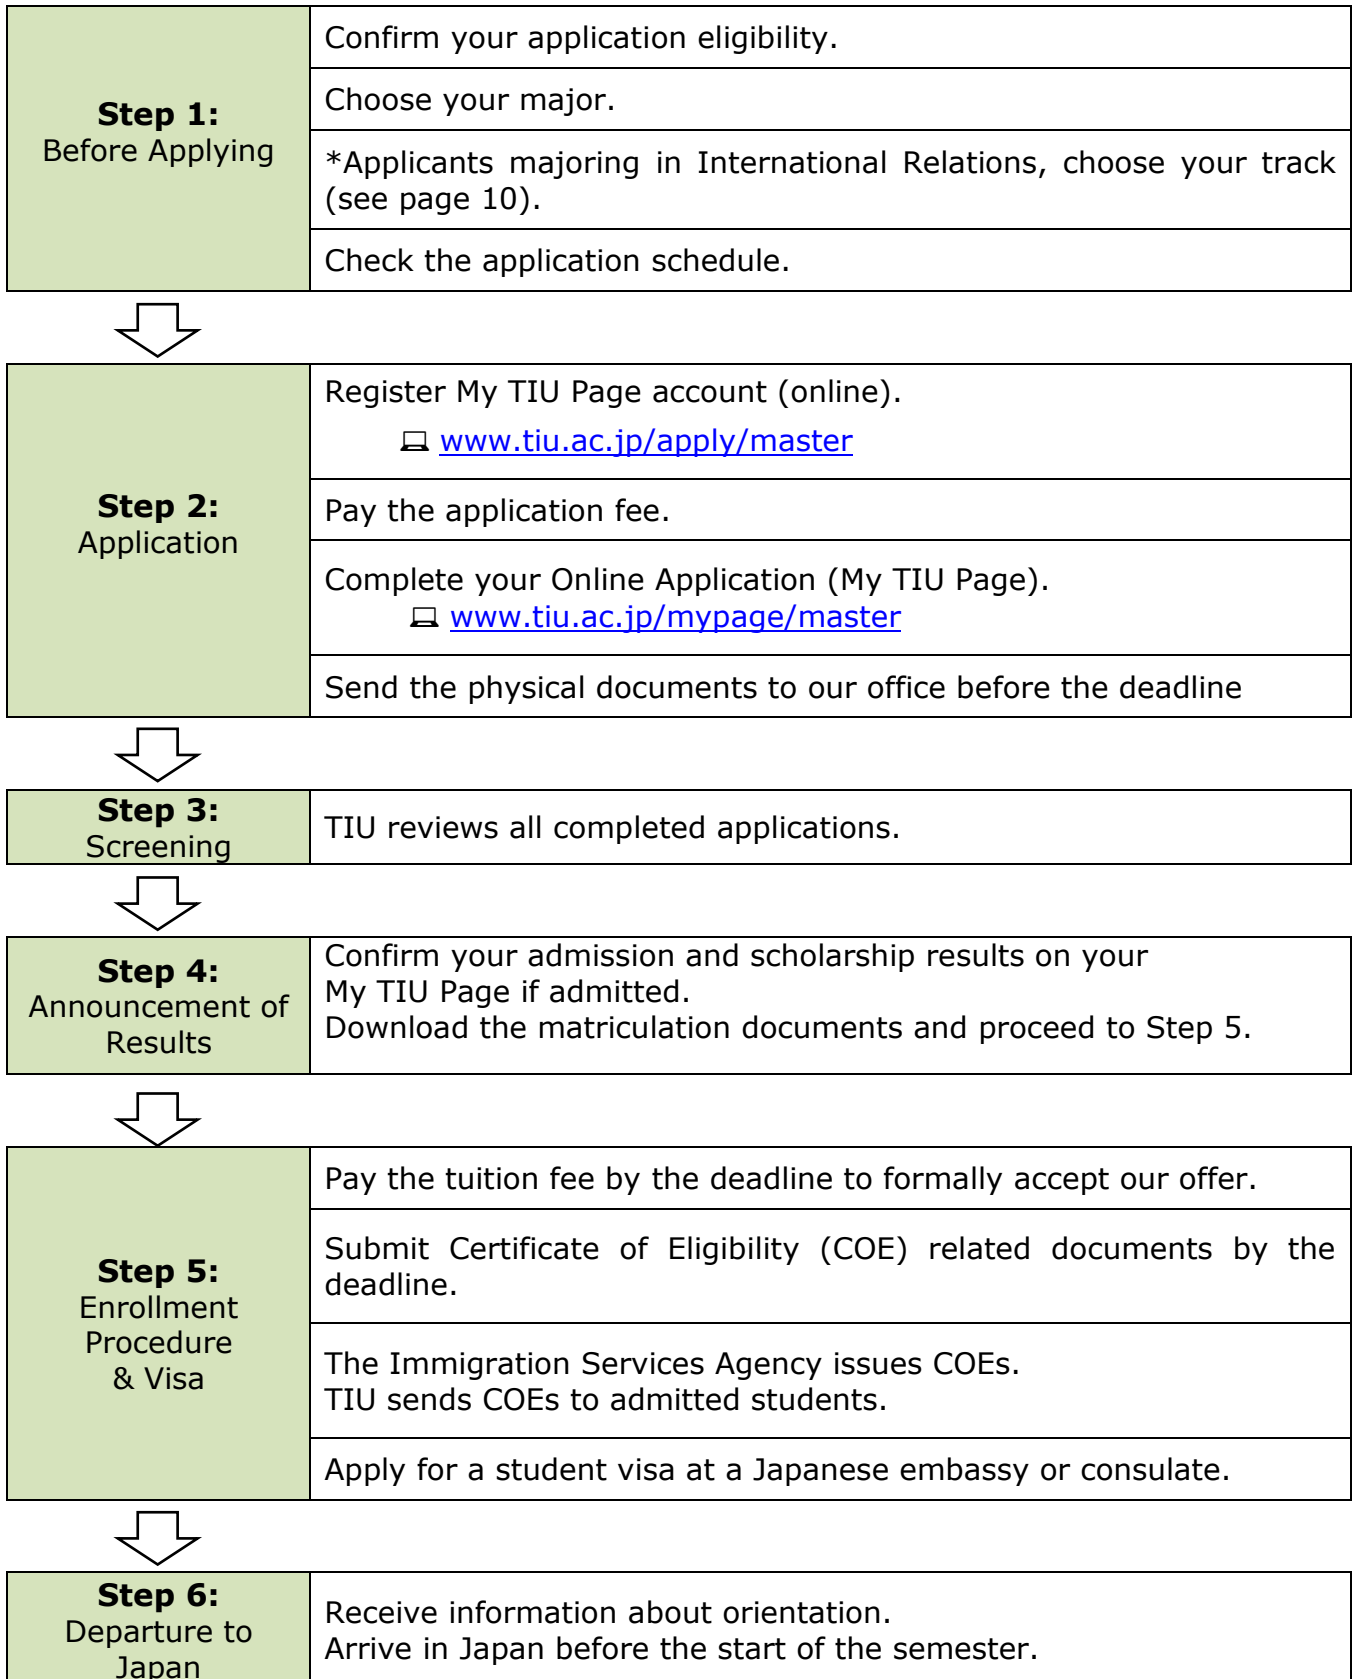 Step 1:
Before Applying
Confirm your application eligibility.
Choose your major.
*Applicants majoring in International Relations, choose your track
(see page 10).
Check the application schedule.
Step 2:
Application
Register My TIU Page account (online).
www.tiu.ac.jp/apply/master
Pay the application fee.
Complete your Online Application (My TIU Page).
www.tiu.ac.jp/mypage/master
Send the physical documents to our office before the deadline
Step 3:
Screening
TIU reviews all completed applications.
Step 4:
Announcement of
Results
Confirm your admission and scholarship results on your
My TIU Page if admitted.
Download the matriculation documents and proceed to Step 5.
Step 5:
Enrollment
Procedure
& Visa
Pay the tuition fee by the deadline to formally accept our offer.
Submit Certificate of Eligibility (COE) related documents by the
deadline.
The Immigration Services Agency issues COEs.
TIU sends COEs to admitted students.
Apply for a student visa at a Japanese embassy or consulate.
Step 6:
Departure to
Japan
Receive information about orientation.
Arrive in Japan before the start of the semester.